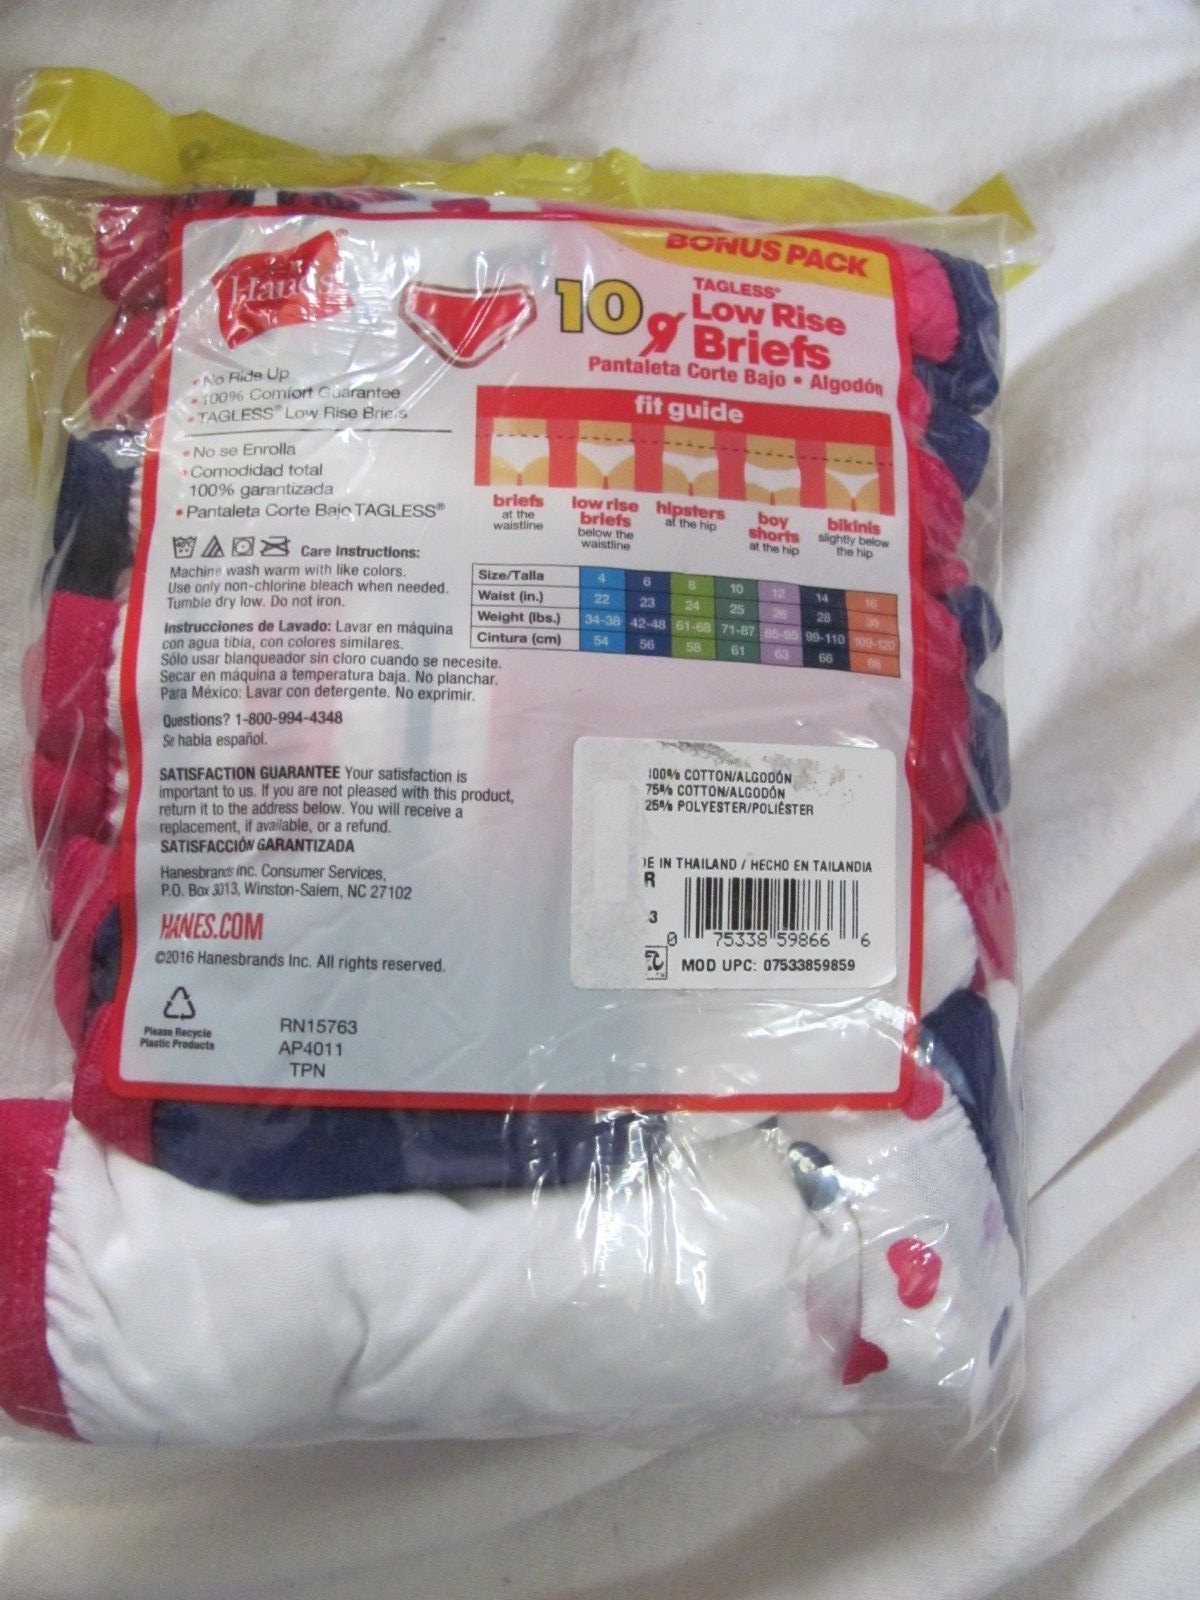 BONUS PACK
Hanes®
10
9
TAGLESS®
Low Rise
Briefs
Pantaleta Corte Bajo • Algodón
• No Ride Up
• 100% Comfort Guarantee
• TAGLESS® Low Rise Briefs
• No se Enrolla
• Comodidad total
100% garantizada
• Pantaleta Corte Bajo TAGLESS®
fit guide
briefs
at the
waistline
low rise
briefs
below the
waistline
hipsters
at the hip
boy
shorts
at the hip
bikinis
slightly below
the hip
Care Instructions:
Machine wash warm with like colors.
Use only non-chlorine bleach when needed.
Tumble dry low. Do not iron.
Instrucciones de Lavado: Lavar en máquina
con agua tibia, con colores similares.
Sólo usar blanqueador sin cloro cuando se necesite.
Secar en máquina a temperatura baja. No planchar.
Para México: Lavar con detergente. No exprimir.
Size/Talla 4 6 8 10 12 14 16
Waist (in.) 22 23 24 25 26 28 30
Weight (lbs.) 34-38 42-48 61-68 71-87 85-95 99-110 109-120
Cintura (cm) 54 56 58 61 63 66 68
Questions? 1-800-994-4348
Se habla español.
SATISFACTION GUARANTEE Your satisfaction is
important to us. If you are not pleased with this product,
return it to the address below. You will receive a
replacement, if available, or a refund.
SATISFACCIÓN GARANTIZADA
Hanesbrands Inc. Consumer Services,
P.O. Box 3013, Winston-Salem, NC 27102
HANES.COM
©2016 Hanesbrands Inc. All rights reserved.
Please Recycle
Plastic Products
RN15763
AP4011
TPN
100% COTTON/ALGODÓN
75% COTTON/ALGODÓN
25% POLYESTER/POLIÉSTER
DE IN THAILAND / HECHO EN TAILANDIA
R
3
0 75338 59866 6
MOD UPC: 07533859859